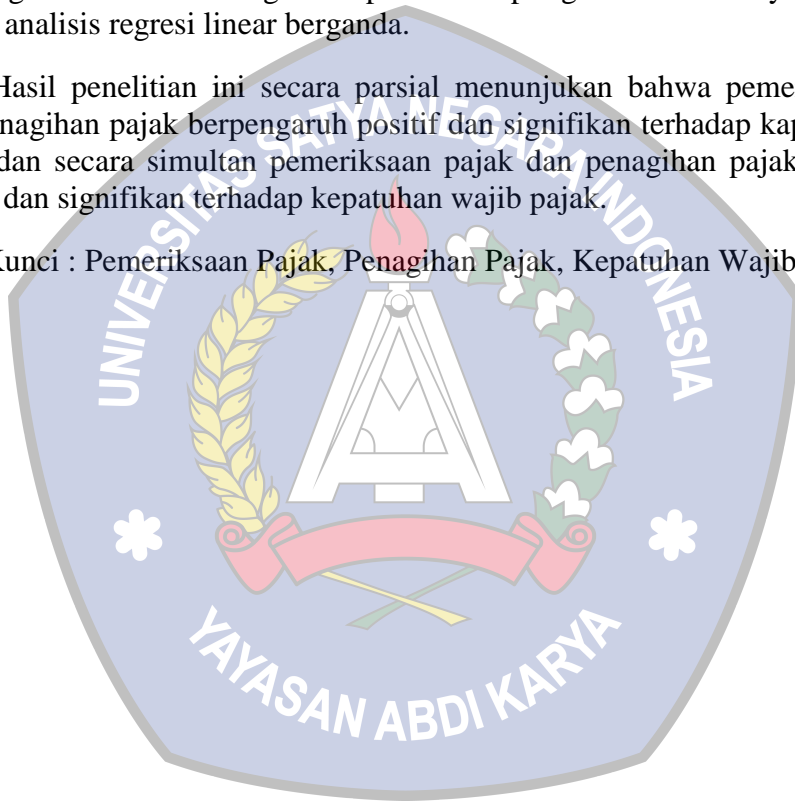 analisis regresi linear berganda.
Hasil penelitian ini secara parsial menunjukan bahwa
nagihan pajak berpengaruh positif dan signifikan terhadap
dan secara simultan pemeriksaan pajak dan penagihan pajak
dan signifikan terhadap kepatuhan wajib pajak.
Kunci : Pemeriksaan Pajak, Penagihan Pajak, Kepatuhan Wajib
UNIVERSITAS SATYA NEGARA INDONESIA
YAYASAN ABDI KARYA